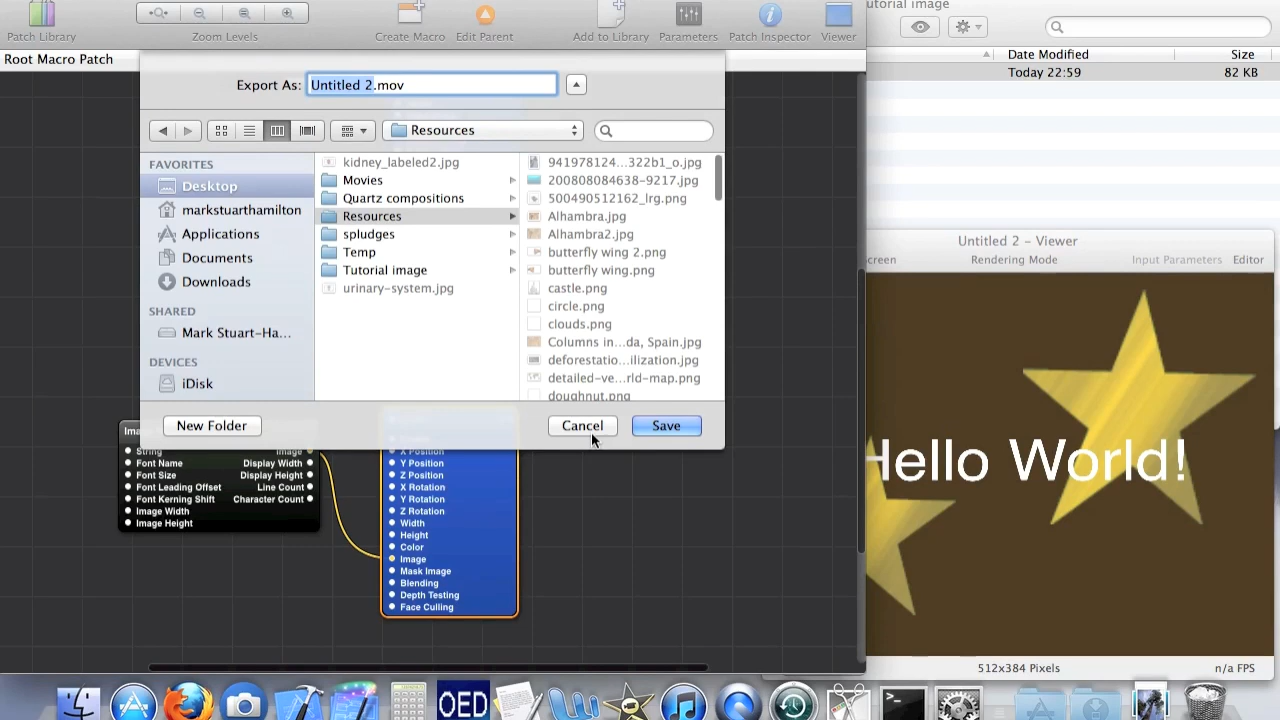 Patch Library
Zoom Levels
Create Macro
Edit Parent
Add to Library
Parameters
Patch Inspector
Viewer
utorial image
Root Macro Patch
Date Modified
Size
Today 22:59
82 KB
Export As:
Untitled 2.mov
Resources
FAVORITES
Desktop
markstuarthamilton
Applications
Documents
Downloads
SHARED
Mark Stuart-Ha...
DEVICES
iDisk
kidney_labeled2.jpg
Movies
Quartz compositions
Resources
spludges
Temp
Tutorial image
urinary-system.jpg
941978124...322b1_o.jpg
200808084638-9217.jpg
500490512162_lrg.png
Alhambra.jpg
Alhambra2.jpg
butterfly wing 2.png
butterfly wing.png
castle.png
circle.png
clouds.png
Columns in...da, Spain.jpg
deforestatio...ilization.jpg
detailed-ve...rld-map.png
doughnut.png
New Folder
Cancel
Save
Untitled 2 - Viewer
creen
Rendering Mode
Input Parameters
Editor
Hello World!
512x384 Pixels
n/a FPS
Ima
String
Font Name
Font Size
Font Leading Offset
Font Kerning Shift
Image Width
Image Height
Image
Display Width
Display Height
Line Count
Character Count
X Position
Y Position
Z Position
X Rotation
Y Rotation
Z Rotation
Width
Height
Color
Image
Mask Image
Blending
Depth Testing
Face Culling
OED